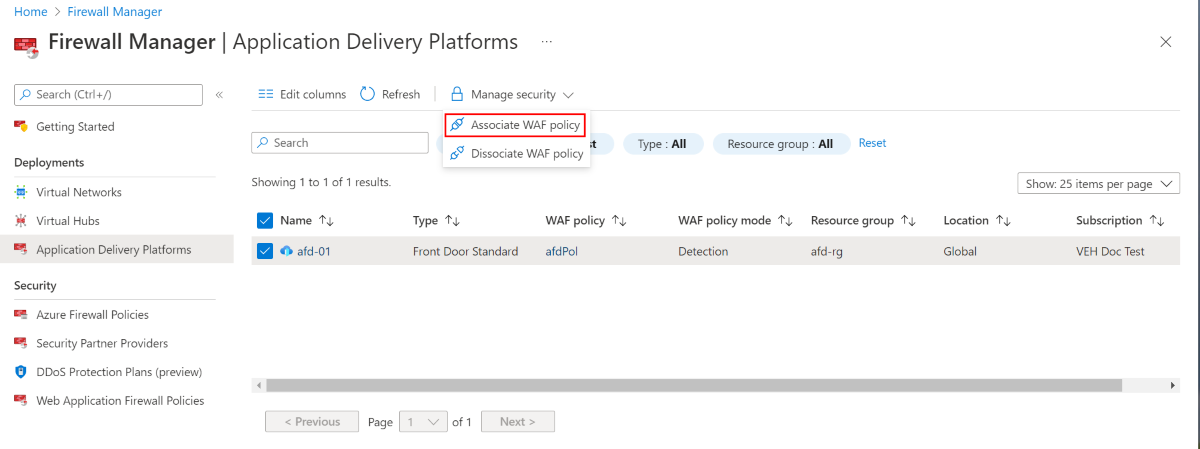 Home > Firewall Manager
Firewall Manager | Application Delivery Platforms ...
Search (Ctrl+/) «
Getting Started
Deployments
Virtual Networks
Virtual Hubs
Application Delivery Platforms
Security
Azure Firewall Policies
Security Partner Providers
DDoS Protection Plans (preview)
Web Application Firewall Policies
Edit columns Refresh Manage security
Associate WAF policy
Dissociate WAF policy
Search Type : All Resource group : All Reset
Showing 1 to 1 of 1 results. Show: 25 items per page
Name ↑↓ Type ↑↓ WAF policy ↑↓ WAF policy mode ↑↓ Resource group ↑↓ Location ↑↓ Subscription ↑↓
afd-01 Front Door Standard afdPol Detection afd-rg Global VEH Doc Test
< Previous Page 1 of 1 Next >